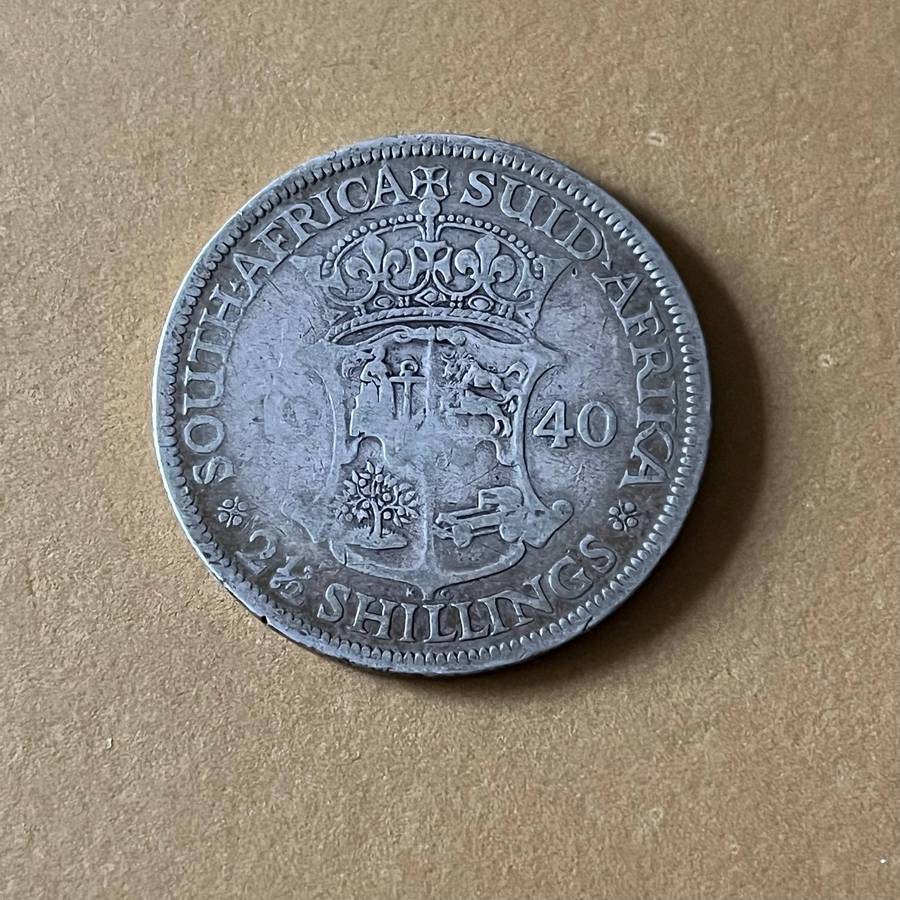 SOUTH·AFRICA SUID-AFRIKA
40
2½ SHILLINGS
K G